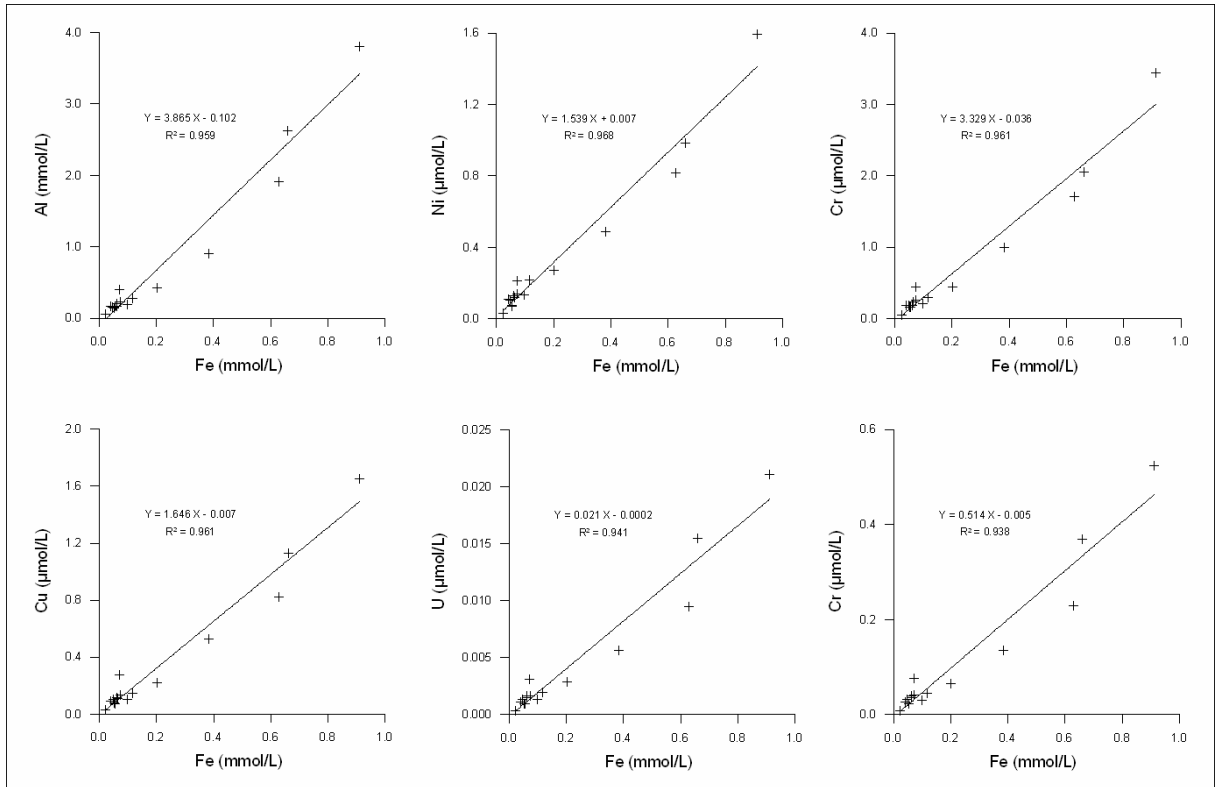 4.0
3.0
2.0
1.0
0.0
Al (mmol/L)
Y = 3.865 X - 0.102
R² = 0.959
0.0 0.2 0.4 0.6 0.8 1.0
Fe (mmol/L)
1.6
1.2
0.8
0.4
0.0
Ni (µmol/L)
Y = 1.539 X + 0.007
R² = 0.968
0.0 0.2 0.4 0.6 0.8 1.0
Fe (mmol/L)
4.0
3.0
2.0
1.0
0.0
Cr (µmol/L)
Y = 3.329 X - 0.036
R² = 0.961
0.0 0.2 0.4 0.6 0.8 1.0
Fe (mmol/L)
2.0
1.6
1.2
0.8
0.4
0.0
Cu (µmol/L)
Y = 1.646 X - 0.007
R² = 0.961
0.0 0.2 0.4 0.6 0.8 1.0
Fe (mmol/L)
0.025
0.020
0.015
0.010
0.005
0.000
U (µmol/L)
Y = 0.021 X - 0.0002
R² = 0.941
0.0 0.2 0.4 0.6 0.8 1.0
Fe (mmol/L)
0.6
0.4
0.2
0.0
Cr (µmol/L)
Y = 0.514 X - 0.005
R² = 0.938
0.0 0.2 0.4 0.6 0.8 1.0
Fe (mmol/L)